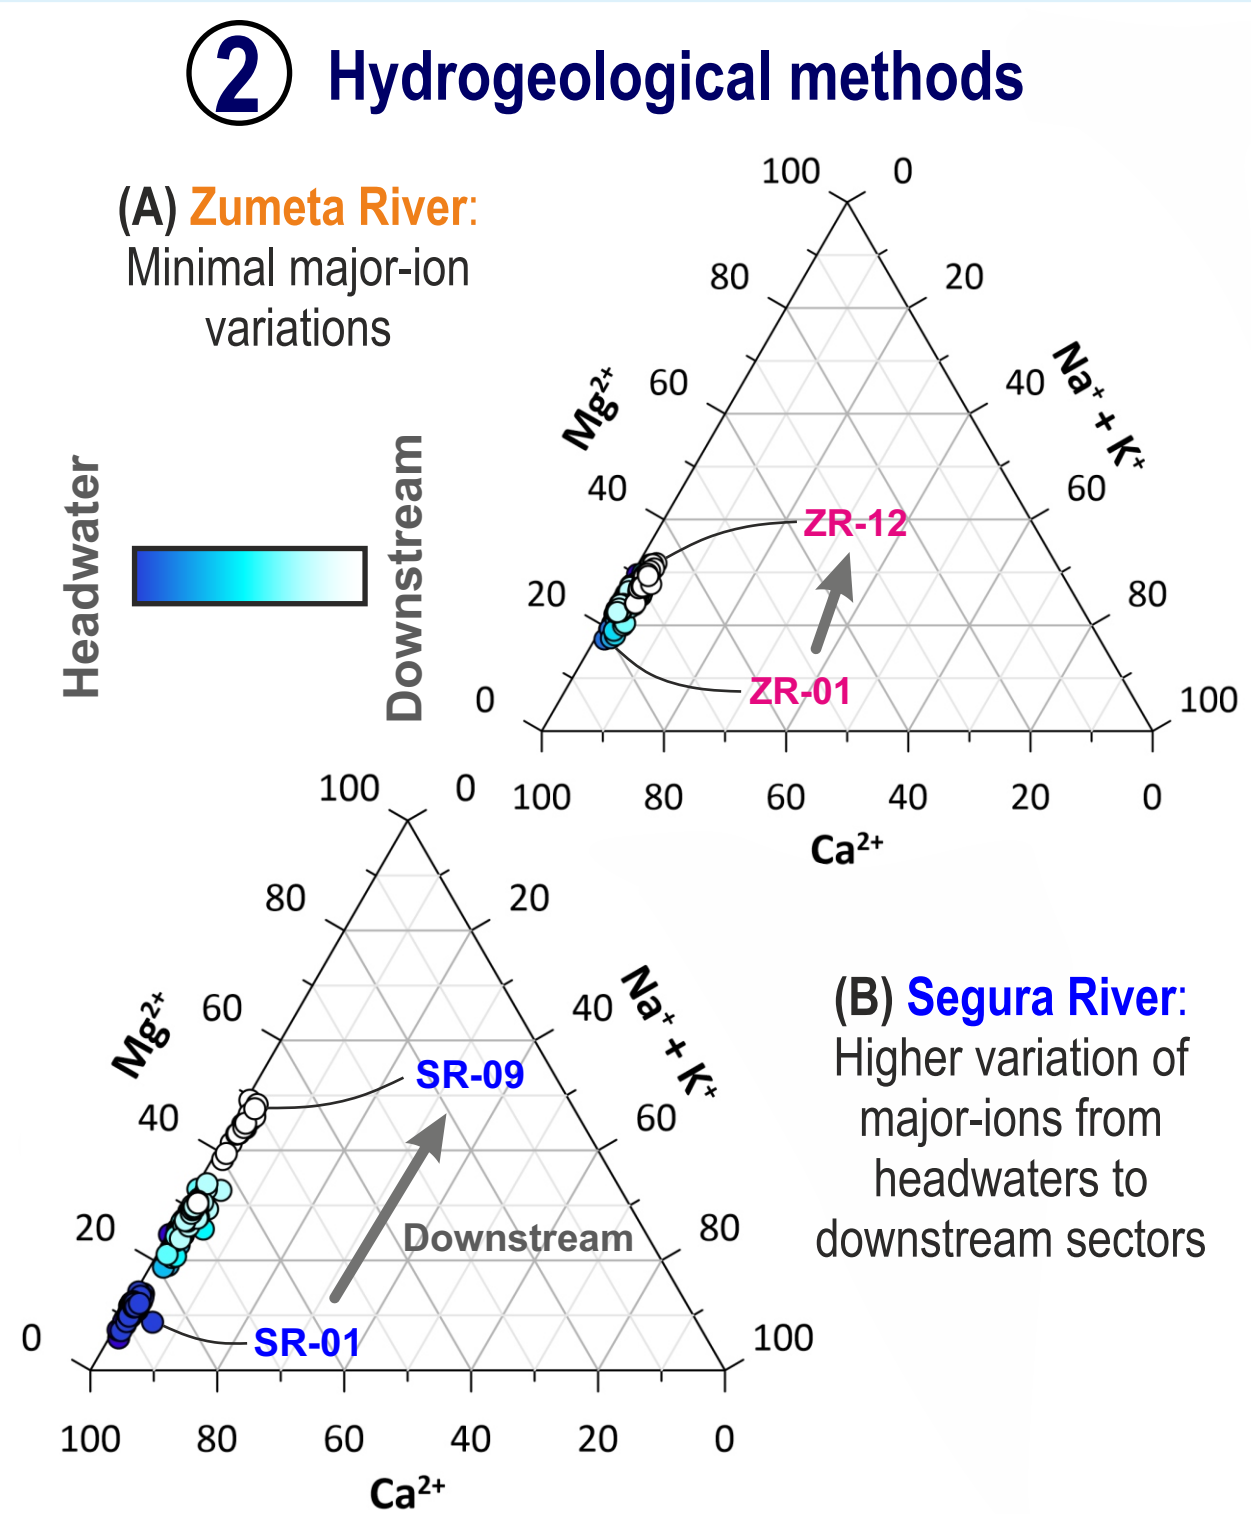 2 Hydrogeological methods
(A) Zumeta River:
Minimal major-ion
variations
Headwater
Downstream
100 0
80 20
60 40
40 60
20 80
0 100
Mg²⁺
Na⁺ + K⁺
ZR-12
ZR-01
100 80 60 40 20 0
Ca²⁺
100 0
80 20
60 40
40 60
20 80
0 100
Mg²⁺
Na⁺ + K⁺
SR-09
Downstream
SR-01
100 80 60 40 20 0
Ca²⁺
(B) Segura River:
Higher variation of
major-ions from
headwaters to
downstream sectors